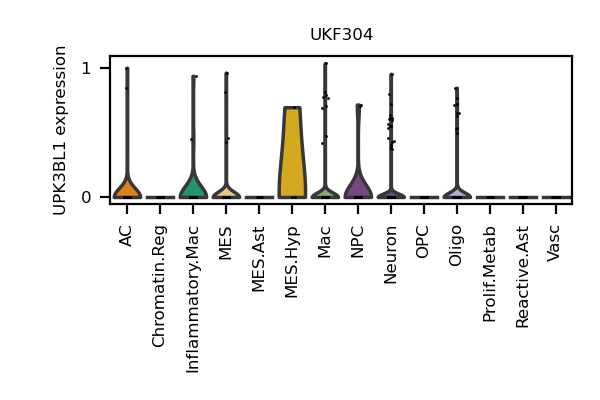 UKF304
UPK3BL1 expression
1
0
AC
Chromatin.Reg
Inflammatory.Mac
MES
MES.Ast
MES.Hyp
Mac
NPC
Neuron
OPC
Oligo
Prolif.Metab
Reactive.Ast
Vasc